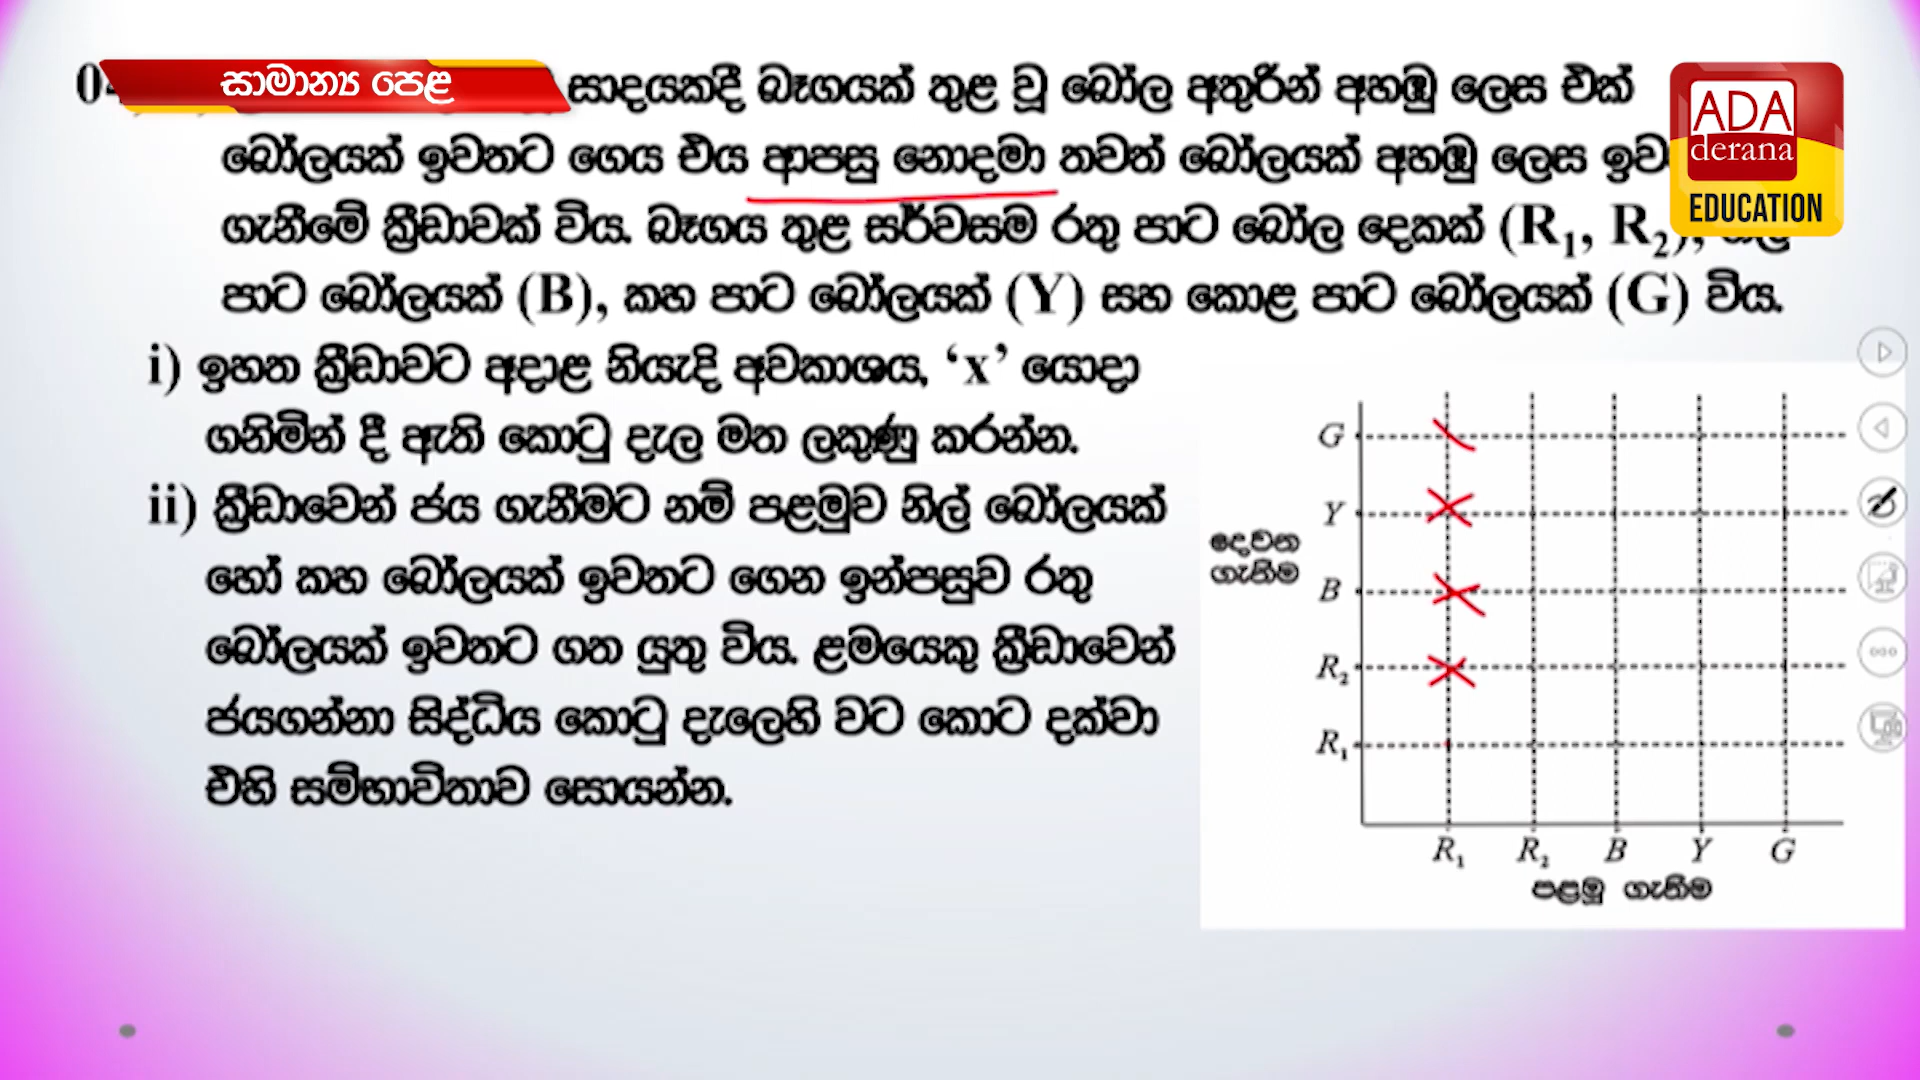 සාමාන්‍ය පෙළ
සාදයකදී බෑගයක් තුළ වූ බෝල අතුරින් අහඹු ලෙස එක්
බෝලයක් ඉවතට ගෙය එය ආපසු නොදමා තවත් බෝලයක් අහඹු ලෙස
ගැනීමේ ක්‍රීඩාවක් විය. බෑගය තුළ සර්වසම රතු පාට බෝල දෙකක් (R₁, R₂),
පාට බෝලයක් (B), කහ පාට බෝලයක් (Y) සහ කොළ පාට බෝලයක් (G) විය.
i) ඉහත ක්‍රීඩාවට අදාළ නියැදි අවකාශය, ‘x’ යොදා
ගනිමින් දී ඇති කොටු දැල මත ලකුණු කරන්න.
ii) ක්‍රීඩාවෙන් ජය ගැනීමට නම් පළමුව නිල් බෝලයක්
හෝ කහ බෝලයක් ඉවතට ගෙන ඉන්පසුව රතු
බෝලයක් ඉවතට ගත යුතු විය. ළමයෙකු ක්‍රීඩාවෙන්
ජයගන්නා සිද්ධිය කොටු දැලෙහි වට කොට දක්වා
එහි සම්භාවිතාව සොයන්න.
ADA
derana
EDUCATION
දෙවන
ගැනීම
G
Y
B
R₂
R₁
R₁ R₂ B Y G
පළමු ගැනීම